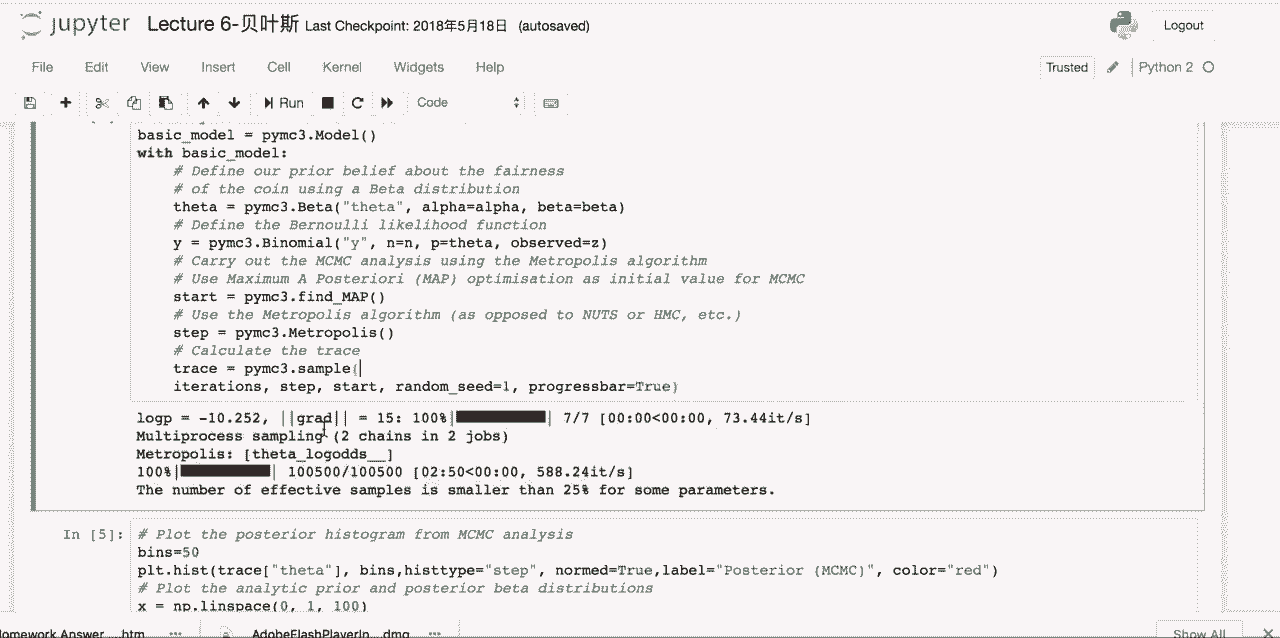 jupyter Lecture 6-贝叶斯 Last Checkpoint: 2018年5月18日 (autosaved) Logout
File Edit View Insert Cell Kernel Widgets Help Trusted Python 2
Run Code
basic_model = pymc3.Model()
with basic_model:
# Define our prior belief about the fairness
# of the coin using a Beta distribution
theta = pymc3.Beta("theta", alpha=alpha, beta=beta)
# Define the Bernoulli likelihood function
y = pymc3.Binomial("y", n=n, p=theta, observed=z)
# Carry out the MCMC analysis using the Metropolis algorithm
# Use Maximum A Posteriori (MAP) optimisation as initial value for MCMC
start = pymc3.find_MAP()
# Use the Metropolis algorithm (as opposed to NUTS or HMC, etc.)
step = pymc3.Metropolis()
# Calculate the trace
trace = pymc3.sample(
iterations, step, start, random_seed=1, progressbar=True)
logp = -10.252, ||grad|| = 15: 100%|██████████| 7/7 [00:00<00:00, 73.44it/s]
Multiprocess sampling (2 chains in 2 jobs)
Metropolis: [theta_logodds__]
100%|██████████| 100500/100500 [02:50<00:00, 588.24it/s]
The number of effective samples is smaller than 25% for some parameters.
In [5]: # Plot the posterior histogram from MCMC analysis
bins=50
plt.hist(trace["theta"], bins,histtype="step", normed=True,label="Posterior (MCMC)", color="red")
# Plot the analytic prior and posterior beta distributions
x = np.linspace(0, 1, 100)
omework Answer....htm AdobeFlashPlayerIn....dmg Show All